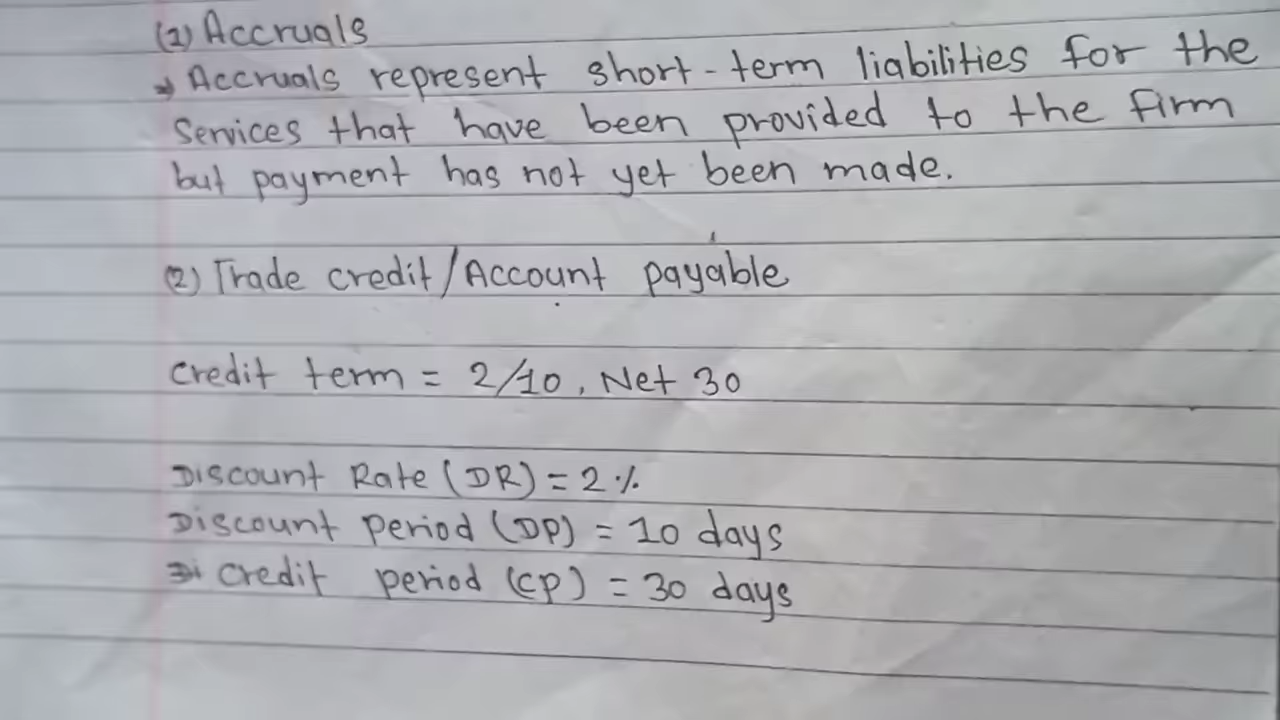 (1) Accruals
→ Accruals represent short-term liabilities for the
Services that have been provided to the firm
but payment has not yet been made.
(2) Trade credit/Account payable
Credit term = 2/10, Net 30
Discount Rate (DR) = 2%
Discount period (DP) = 10 days
Credit period (CP) = 30 days